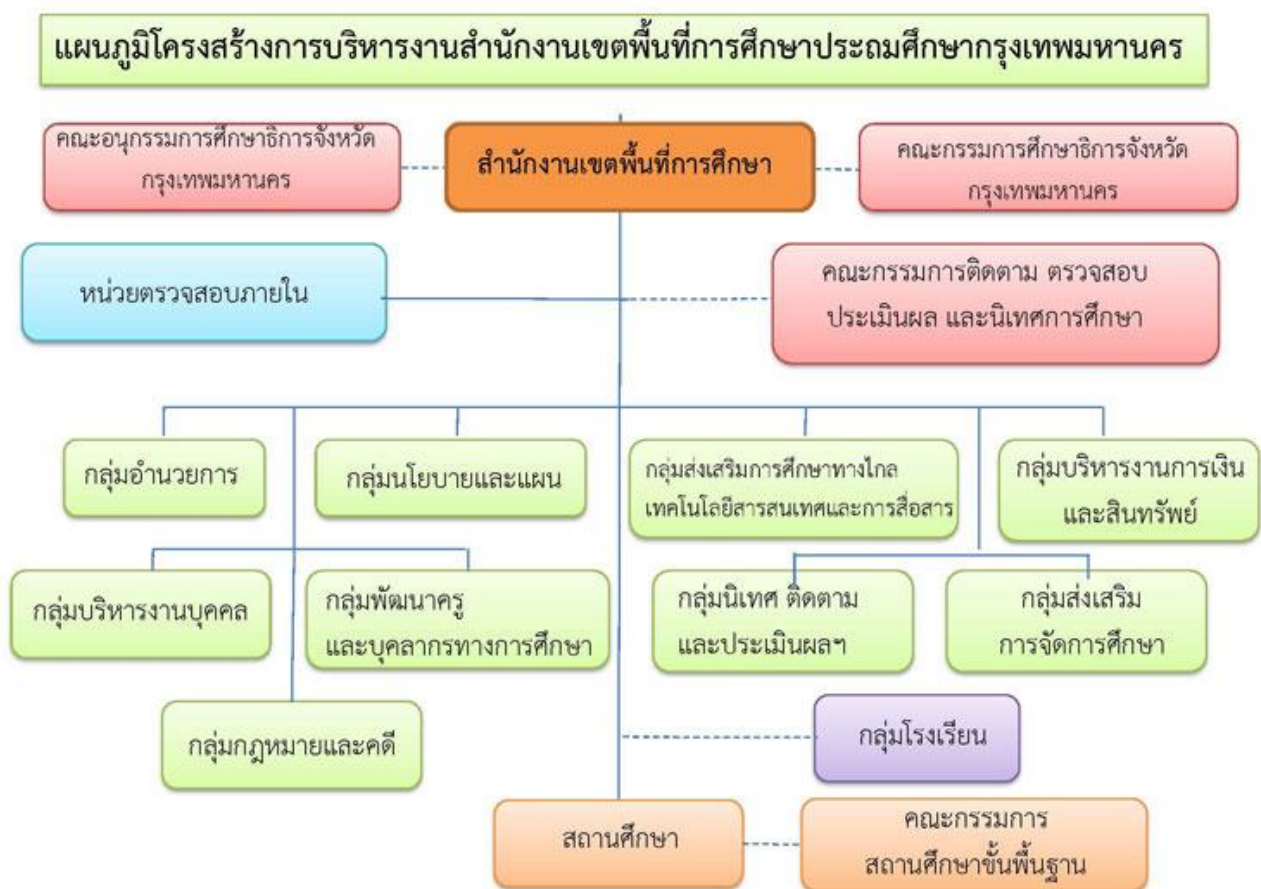 แผนภูมิโครงสร้างการบริหารงานสำนักงานเขตพื้นที่การศึกษาประถมศึกษากรุงเทพมหานคร
คณะอนุกรรมการศึกษาธิการจังหวัด
กรุงเทพมหานคร
สำนักงานเขตพื้นที่การศึกษา
คณะกรรมการศึกษาธิการจังหวัด
กรุงเทพมหานคร
หน่วยตรวจสอบภายใน
คณะกรรมการติดตาม ตรวจสอบ
ประเมินผล และนิเทศการศึกษา
กลุ่มอำนวยการ
กลุ่มนโยบายและแผน
กลุ่มส่งเสริมการศึกษาทางไกล
เทคโนโลยีสารสนเทศและการสื่อสาร
กลุ่มบริหารงานการเงิน
และสินทรัพย์
กลุ่มบริหารงานบุคคล
กลุ่มพัฒนาครู
และบุคลากรทางการศึกษา
กลุ่มนิเทศ ติดตาม
และประเมินผลฯ
กลุ่มส่งเสริม
การจัดการศึกษา
กลุ่มกฎหมายและคดี
กลุ่มโรงเรียน
สถานศึกษา
คณะกรรมการ
สถานศึกษาขั้นพื้นฐาน